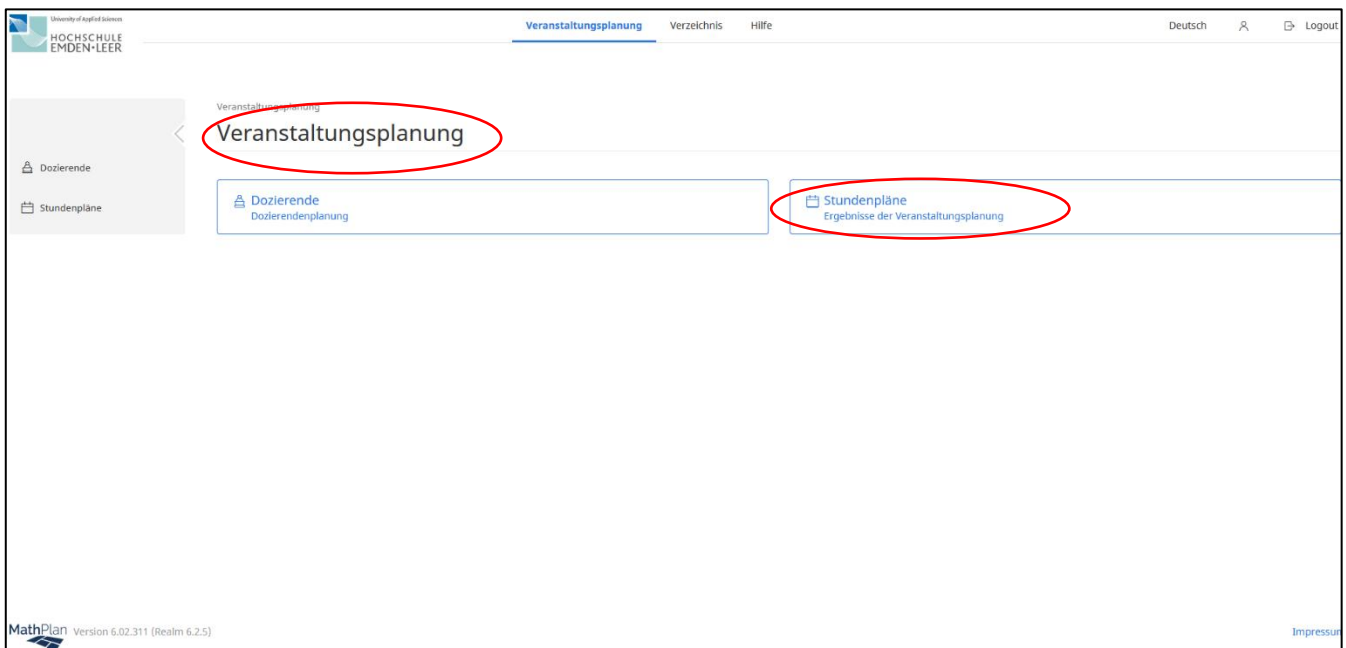 University of Applied Sciences
HOCHSCHULE
EMDEN•LEER
Veranstaltungsplanung Verzeichnis Hilfe
Deutsch Logout
Veranstaltungsplanung
Veranstaltungsplanung
Dozierende
Stundenpläne
Dozierende
Dozierendenplanung
Stundenpläne
Ergebnisse der Veranstaltungsplanung
MathPlan Version 6.02.311 (Realm 6.2.5)
Impressum